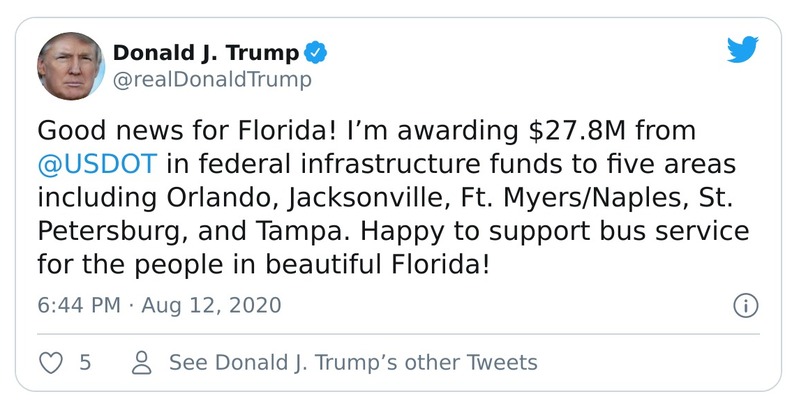 Donald J. Trump
@realDonaldTrump
Good news for Florida! I’m awarding $27.8M from
@USDOT in federal infrastructure funds to five areas
including Orlando, Jacksonville, Ft. Myers/Naples, St.
Petersburg, and Tampa. Happy to support bus service
for the people in beautiful Florida!
6:44 PM · Aug 12, 2020
5 See Donald J. Trump’s other Tweets